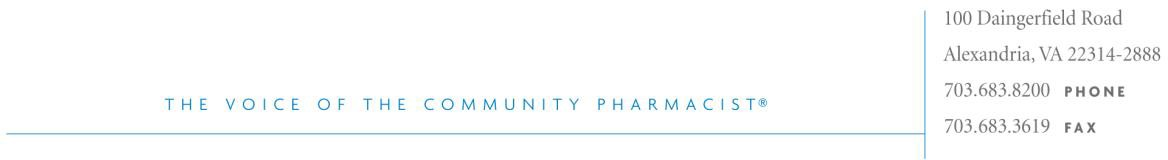 THE VOICE OF THE COMMUNITY PHARMACIST®
100 Daingerfield Road
Alexandria, VA 22314-2888
703.683.8200 PHONE
703.683.3619 FAX